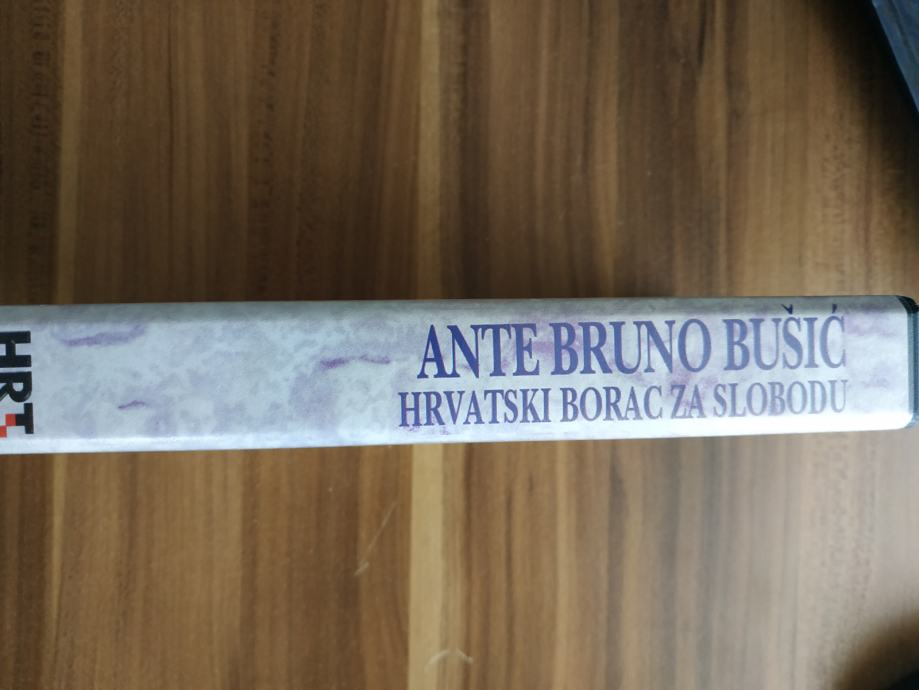 HRT
ANTE BRUNO BUŠIĆ
HRVATSKI BORAC ZA SLOBODU